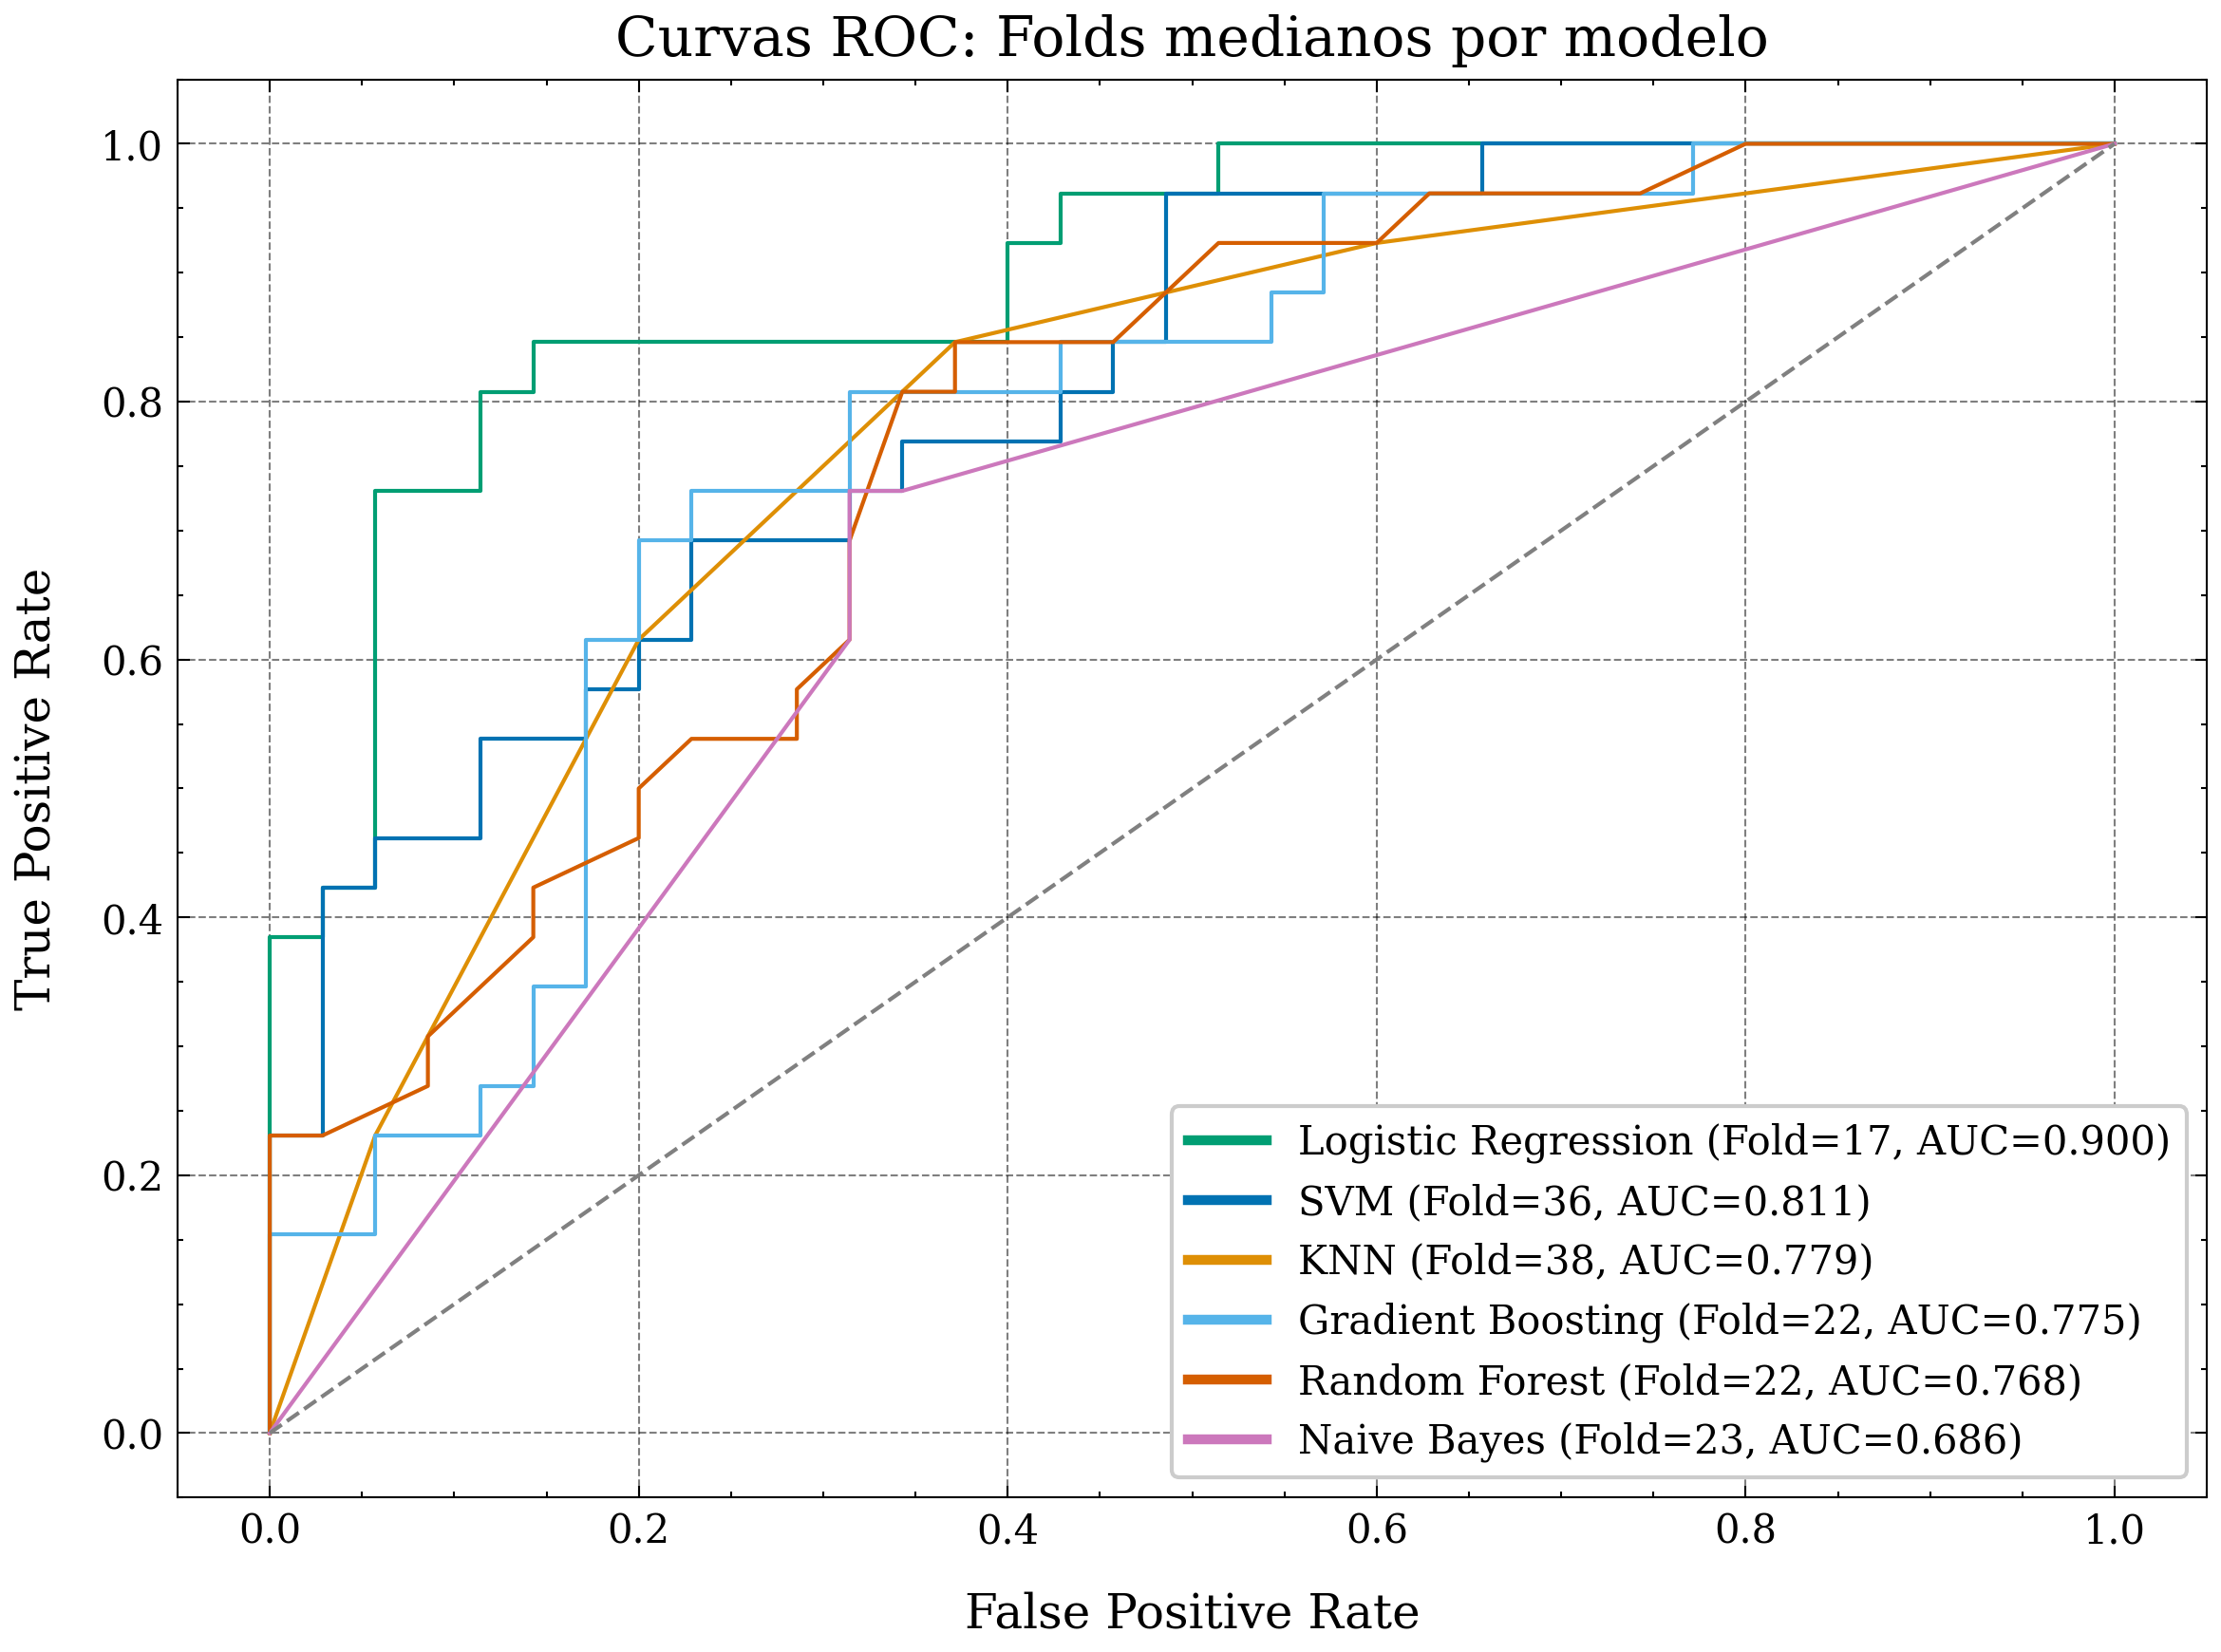 Curvas ROC: Folds medianos por modelo
True Positive Rate
1.0
0.8
0.6
0.4
0.2
0.0
Logistic Regression (Fold=17, AUC=0.900)
SVM (Fold=36, AUC=0.811)
KNN (Fold=38, AUC=0.779)
Gradient Boosting (Fold=22, AUC=0.775)
Random Forest (Fold=22, AUC=0.768)
Naive Bayes (Fold=23, AUC=0.686)
0.0 0.2 0.4 0.6 0.8 1.0
False Positive Rate